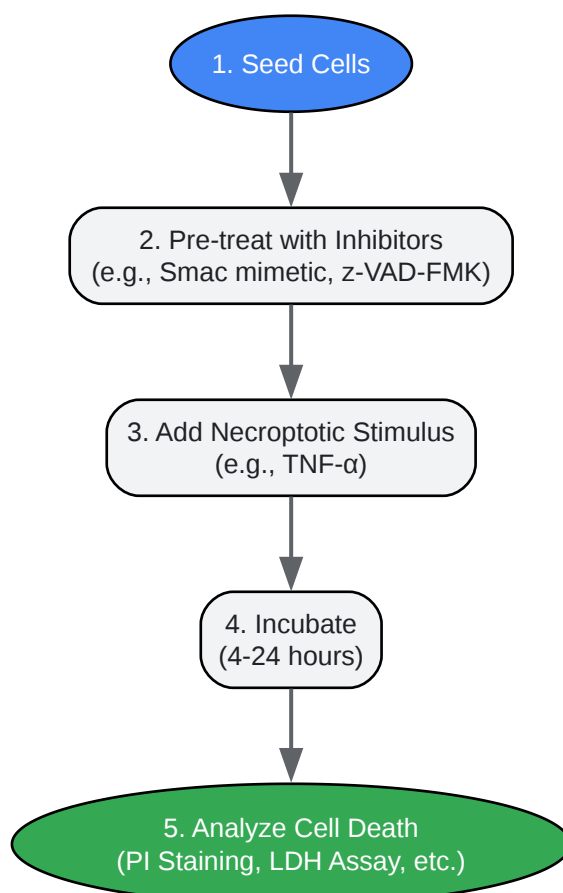 1. Seed Cells
2. Pre-treat with Inhibitors
(e.g., Smac mimetic, z-VAD-FMK)
3. Add Necroptotic Stimulus
(e.g., TNF-α)
4. Incubate
(4-24 hours)
5. Analyze Cell Death
(PI Staining, LDH Assay, etc.)